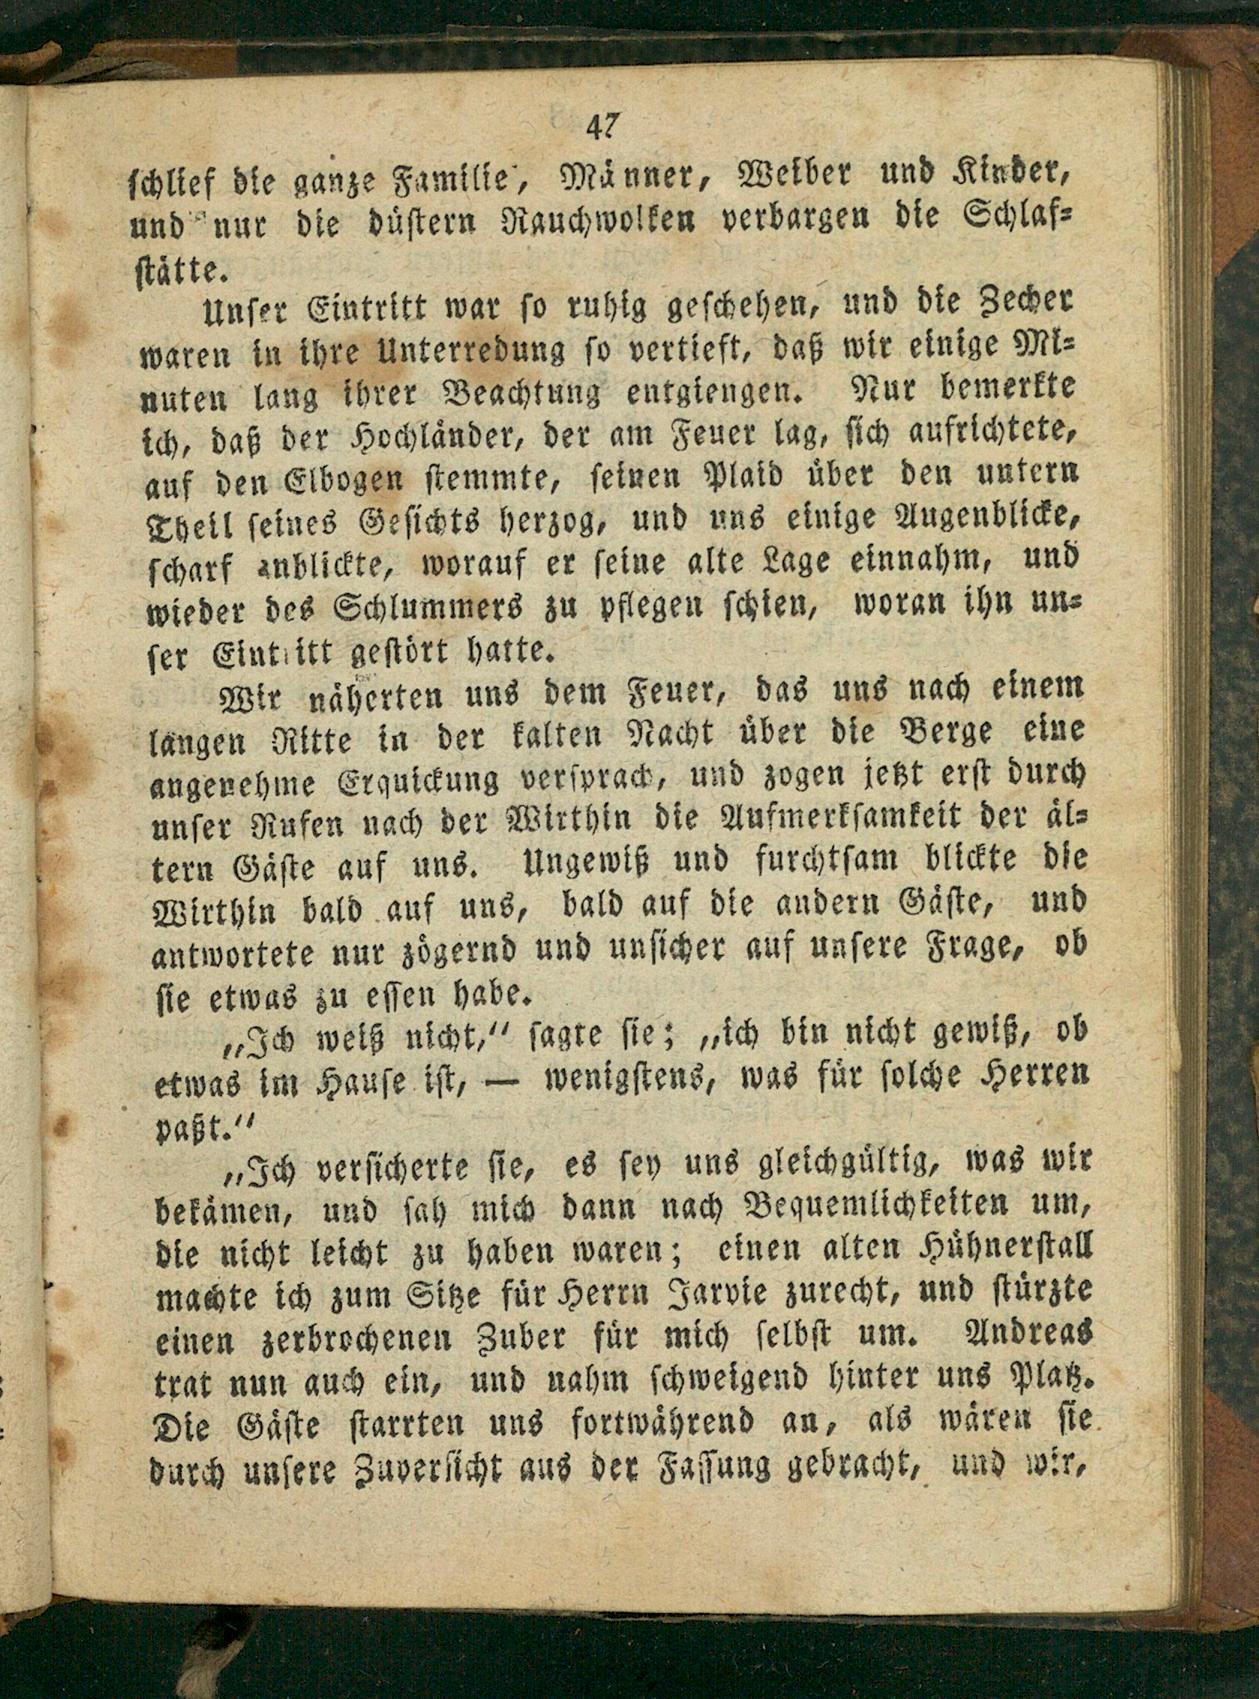 47
schlief die ganze Familie, Männer, Weiber und Kinder,
und nur die düstern Rauchwolken verbargen die Schlaf-
stätte.
Unser Eintritt war so ruhig geschehen, und die Zecher
waren in ihre Unterredung so vertieft, daß wir einige Mi-
nuten lang ihrer Beachtung entgiengen. Nur bemerkte
ich, daß der Hochländer, der am Feuer lag, sich aufrichtete,
auf den Elbogen stemmte, seinen Plaid über den untern
Theil seines Gesichts herzog, und uns einige Augenblicke,
scharf anblickte, worauf er seine alte Lage einnahm, und
wieder des Schlummers zu pflegen schien, woran ihn un-
ser Eintritt gestört hatte.
Wir näherten uns dem Feuer, das uns nach einem
langen Ritte in der kalten Nacht über die Berge eine
angenehme Erquickung versprach, und zogen jetzt erst durch
unser Rufen nach der Wirthin die Aufmerksamkeit der äl-
tern Gäste auf uns. Ungewiß und furchtsam blickte die
Wirthin bald auf uns, bald auf die andern Gäste, und
antwortete nur zögernd und unsicher auf unsere Frage, ob
sie etwas zu essen habe.
„Ich weiß nicht,“ sagte sie; „ich bin nicht gewiß, ob
etwas im Hause ist, — wenigstens, was für solche Herren
paßt.“
„Ich versicherte sie, es sey uns gleichgültig, was wir
bekämen, und sah mich dann nach Bequemlichkeiten um,
die nicht leicht zu haben waren; einen alten Hühnerstall
machte ich zum Sitze für Herrn Jarvie zurecht, und stürzte
einen zerbrochenen Zuber für mich selbst um. Andreas
trat nun auch ein, und nahm schweigend hinter uns Platz.
Die Gäste starrten uns fortwährend an, als wären sie
durch unsere Zuversicht aus der Fassung gebracht, und wir,